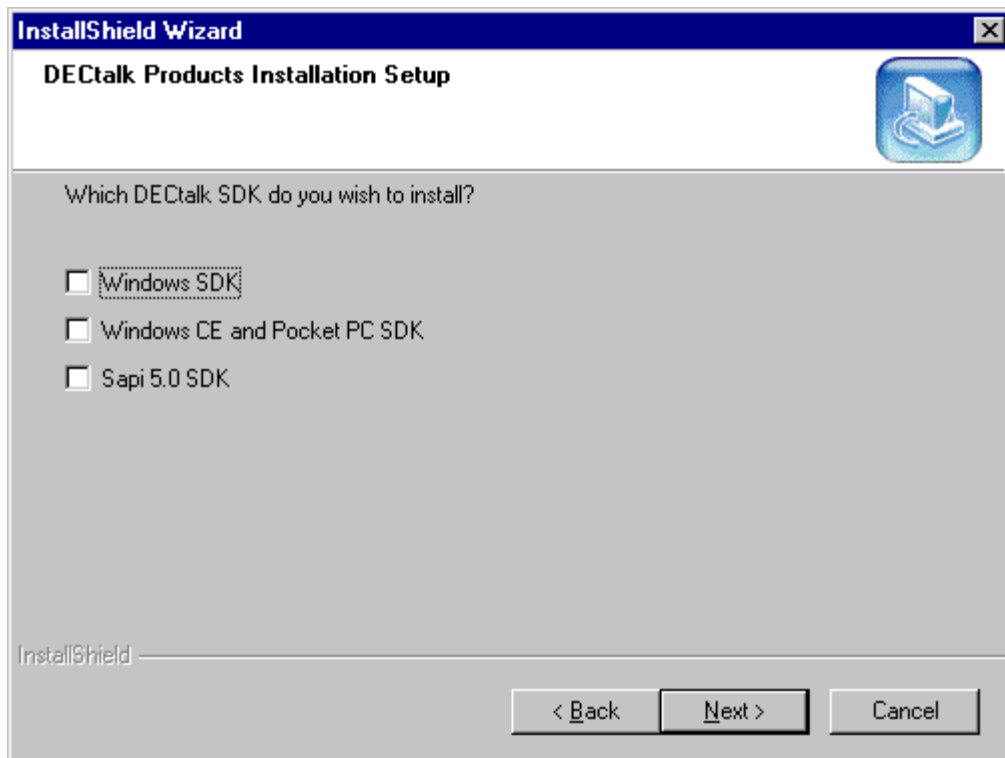 InstallShield Wizard
DECtalk Products Installation Setup
Which DECtalk SDK do you wish to install?
Windows SDK
Windows CE and Pocket PC SDK
Sapi 5.0 SDK
InstallShield
< Back Next > Cancel